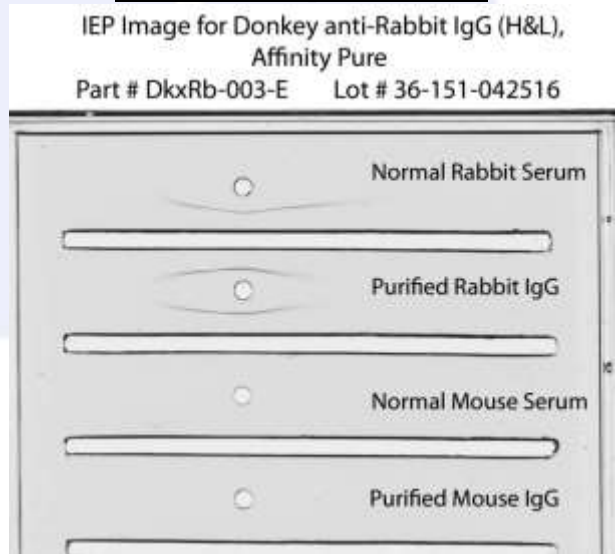 IEP Image for Donkey anti-Rabbit IgG (H&L),
Affinity Pure
Part # DkxRb-003-E Lot # 36-151-042516
Normal Rabbit Serum
Purified Rabbit IgG
Normal Mouse Serum
Purified Mouse IgG